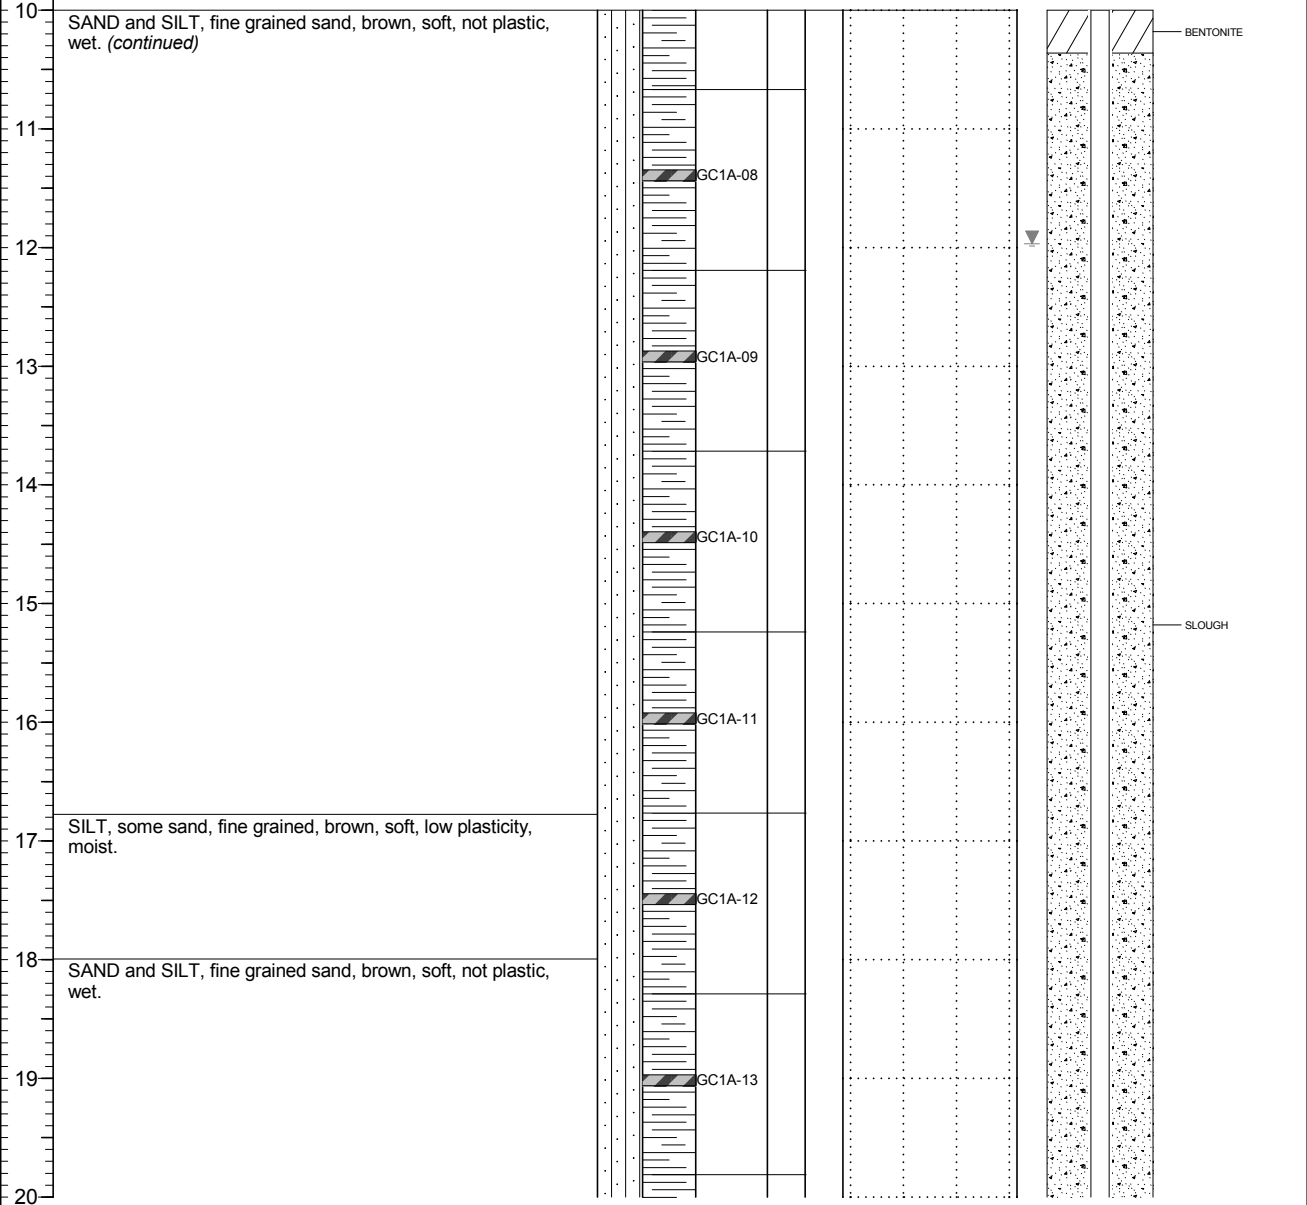 10
SAND and SILT, fine grained sand, brown, soft, not plastic,
wet. (continued)
BENTONITE
11
GC1A-08
12
GC1A-09
13
14
GC1A-10
15
SLOUGH
GC1A-11
16
SILT, some sand, fine grained, brown, soft, low plasticity,
moist.
17
GC1A-12
18
SAND and SILT, fine grained sand, brown, soft, not plastic,
wet.
19
GC1A-13
20